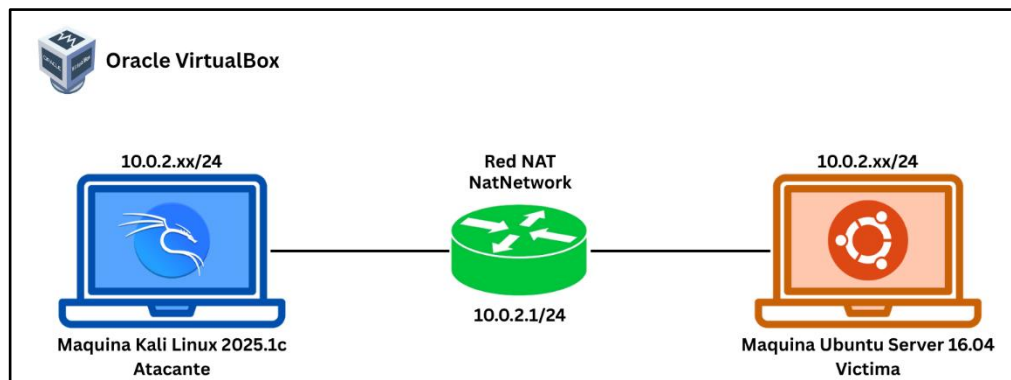 Oracle VirtualBox
10.0.2.xx/24
Red NAT
NatNetwork
10.0.2.xx/24
10.0.2.1/24
Maquina Kali Linux 2025.1c
Atacante
Maquina Ubuntu Server 16.04
Victima